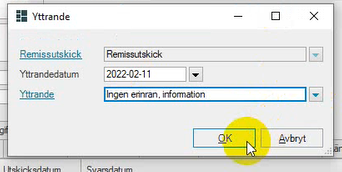 Yttrande
Remissutskick Remissutskick
Yttrandedatum 2022-02-11
Yttrande Ingen erinran, information
OK Avbryt
Utskicksdatum Svarsdatum